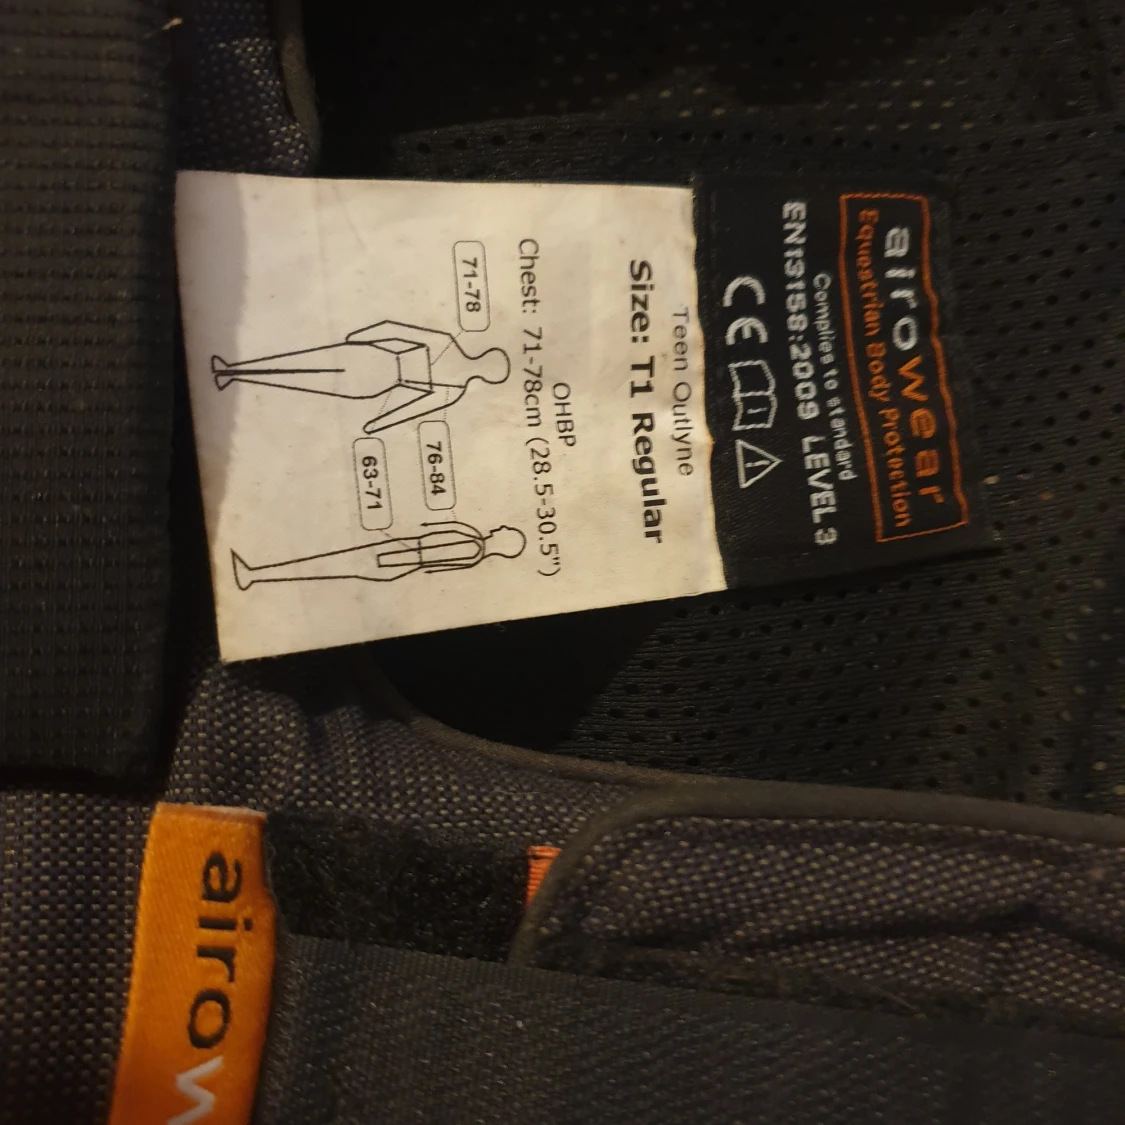 airowear
Equestrian Body Protection
Complies to standard
EN13158:2009 LEVEL 3
CE
Teen Outlyne
Size: T1 Regular
OHBP
Chest: 71-78cm (28.5-30.5")
71-78
76-84
63-71
airow